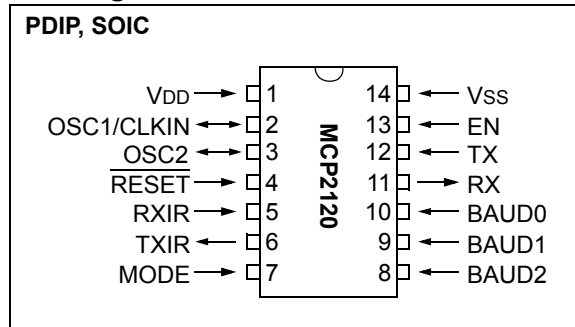 PDIP, SOIC
VDD 1 14 VSS
OSC1/CLKIN 2 13 EN
OSC2 3 12 TX
RESET 4 11 RX
RXIR 5 10 BAUD0
TXIR 6 9 BAUD1
MODE 7 8 BAUD2
MCP2120